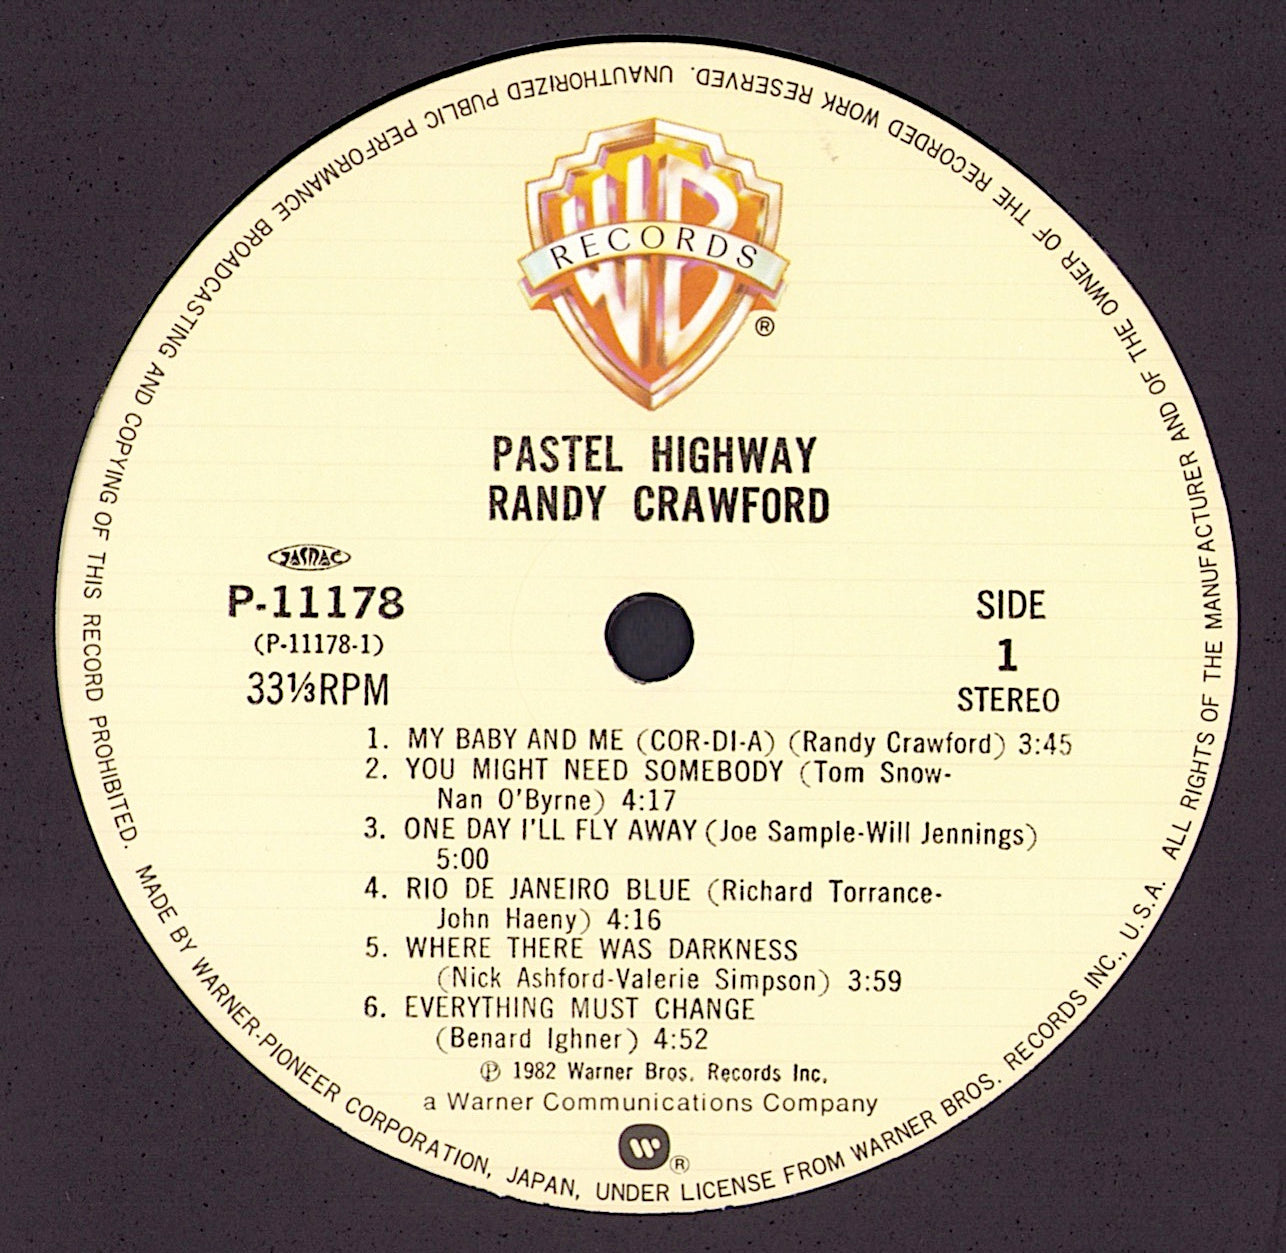 WB
RECORDS
®
PASTEL HIGHWAY
RANDY CRAWFORD
JASRAC
P-11178
(P-11178-1)
33⅓RPM
SIDE
1
STEREO
1. MY BABY AND ME (COR-DI-A) (Randy Crawford) 3:45
2. YOU MIGHT NEED SOMEBODY (Tom Snow-
Nan O'Byrne) 4:17
3. ONE DAY I'LL FLY AWAY (Joe Sample-Will Jennings)
5:00
4. RIO DE JANEIRO BLUE (Richard Torrance-
John Haeny) 4:16
5. WHERE THERE WAS DARKNESS
(Nick Ashford-Valerie Simpson) 3:59
6. EVERYTHING MUST CHANGE
(Benard Ighner) 4:52
℗ 1982 Warner Bros. Records Inc.
a Warner Communications Company
®
MADE BY WARNER-PIONEER CORPORATION, JAPAN, UNDER LICENSE FROM WARNER BROS. RECORDS INC., U.S.A. ALL RIGHTS OF THE MANUFACTURER AND OF THE OWNER OF THE RECORDED WORK RESERVED. UNAUTHORIZED PUBLIC PERFORMANCE BROADCASTING AND COPYING OF THIS RECORD PROHIBITED.